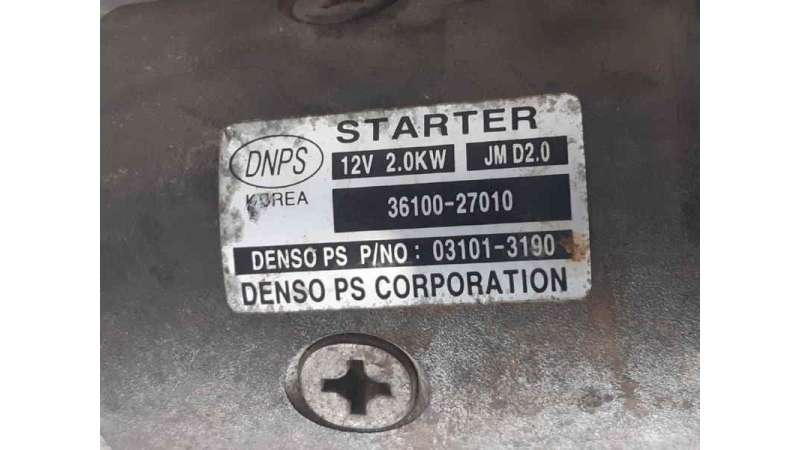 STARTER
DNPS
12V 2.0KW JM D2.0
KOREA
36100-27010
DENSO PS P/NO: 03101-3190
DENSO PS CORPORATION